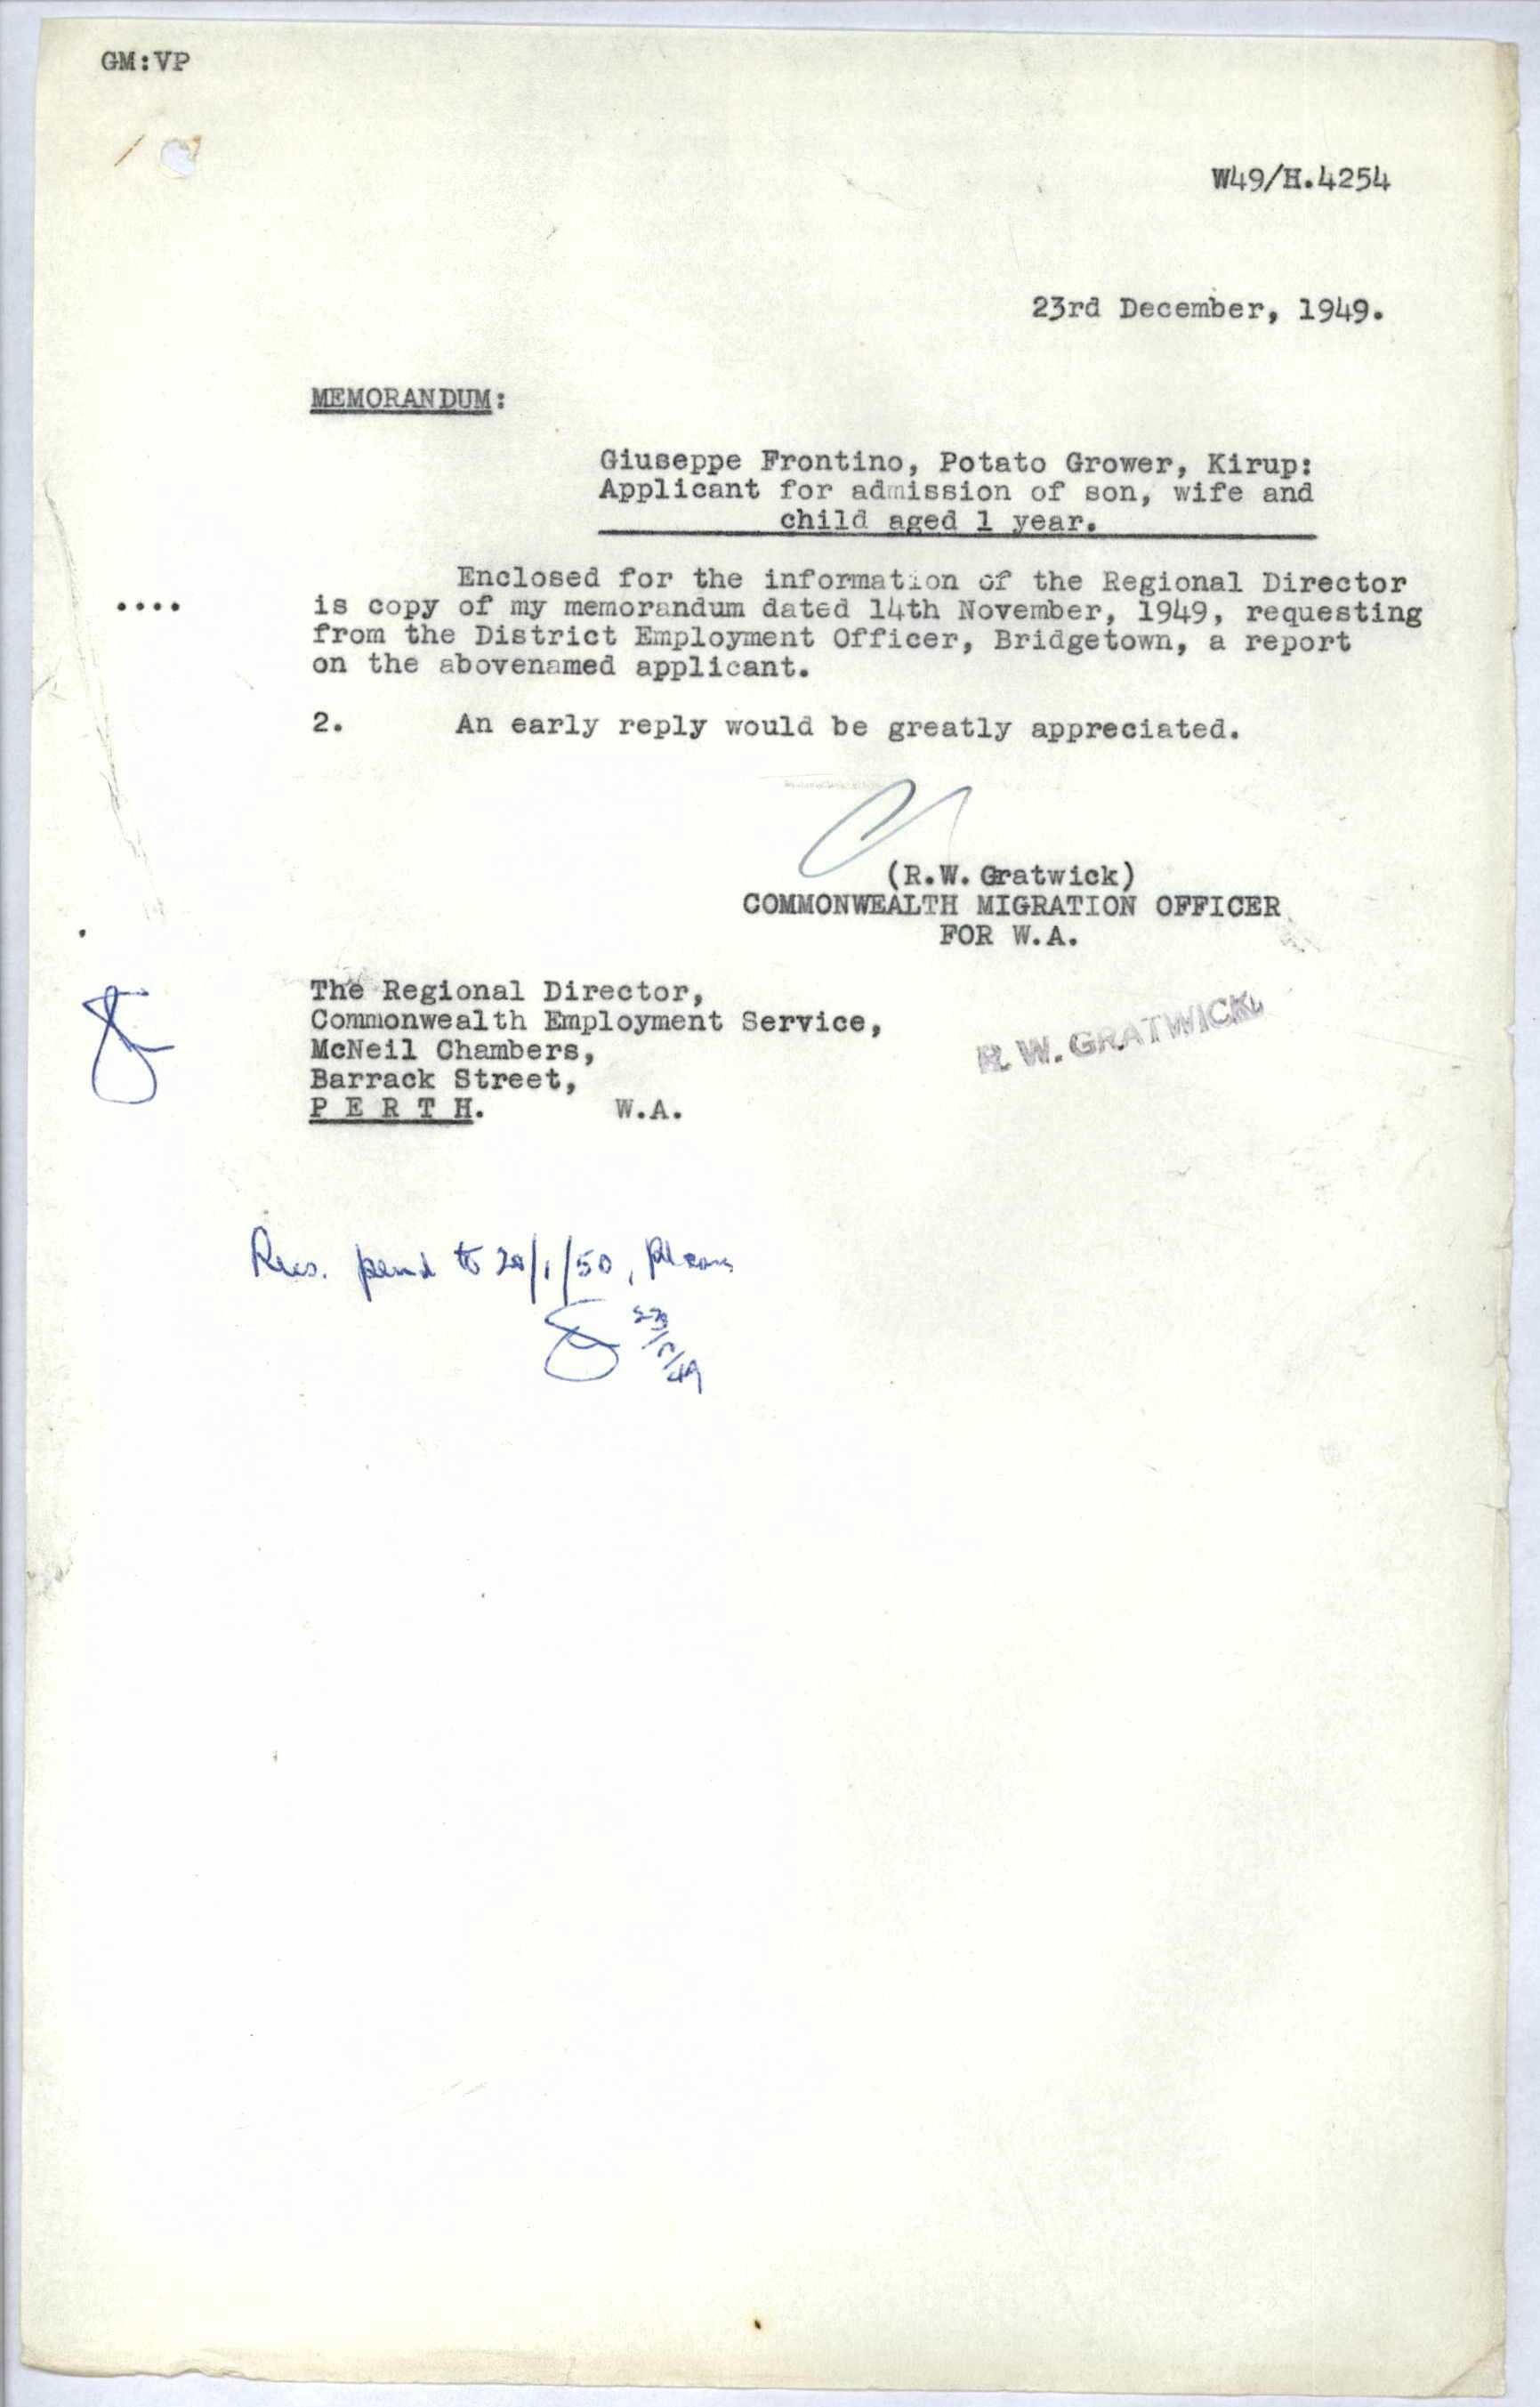 GM:VP
W49/H.4254
23rd December, 1949.
MEMORANDUM:
Giuseppe Frontino, Potato Grower, Kirup:
Applicant for admission of son, wife and
child aged 1 year.
Enclosed for the information of the Regional Director
.... is copy of my memorandum dated 14th November, 1949, requesting
from the District Employment Officer, Bridgetown, a report
on the abovenamed applicant.
2. An early reply would be greatly appreciated.
(R.W. Gratwick)
COMMONWEALTH MIGRATION OFFICER
FOR W.A.
The Regional Director,
Commonwealth Employment Service,
McNeil Chambers,
Barrack Street,
P E R T H. W.A.
R. W. GRATWICK
to 20/1/50, please